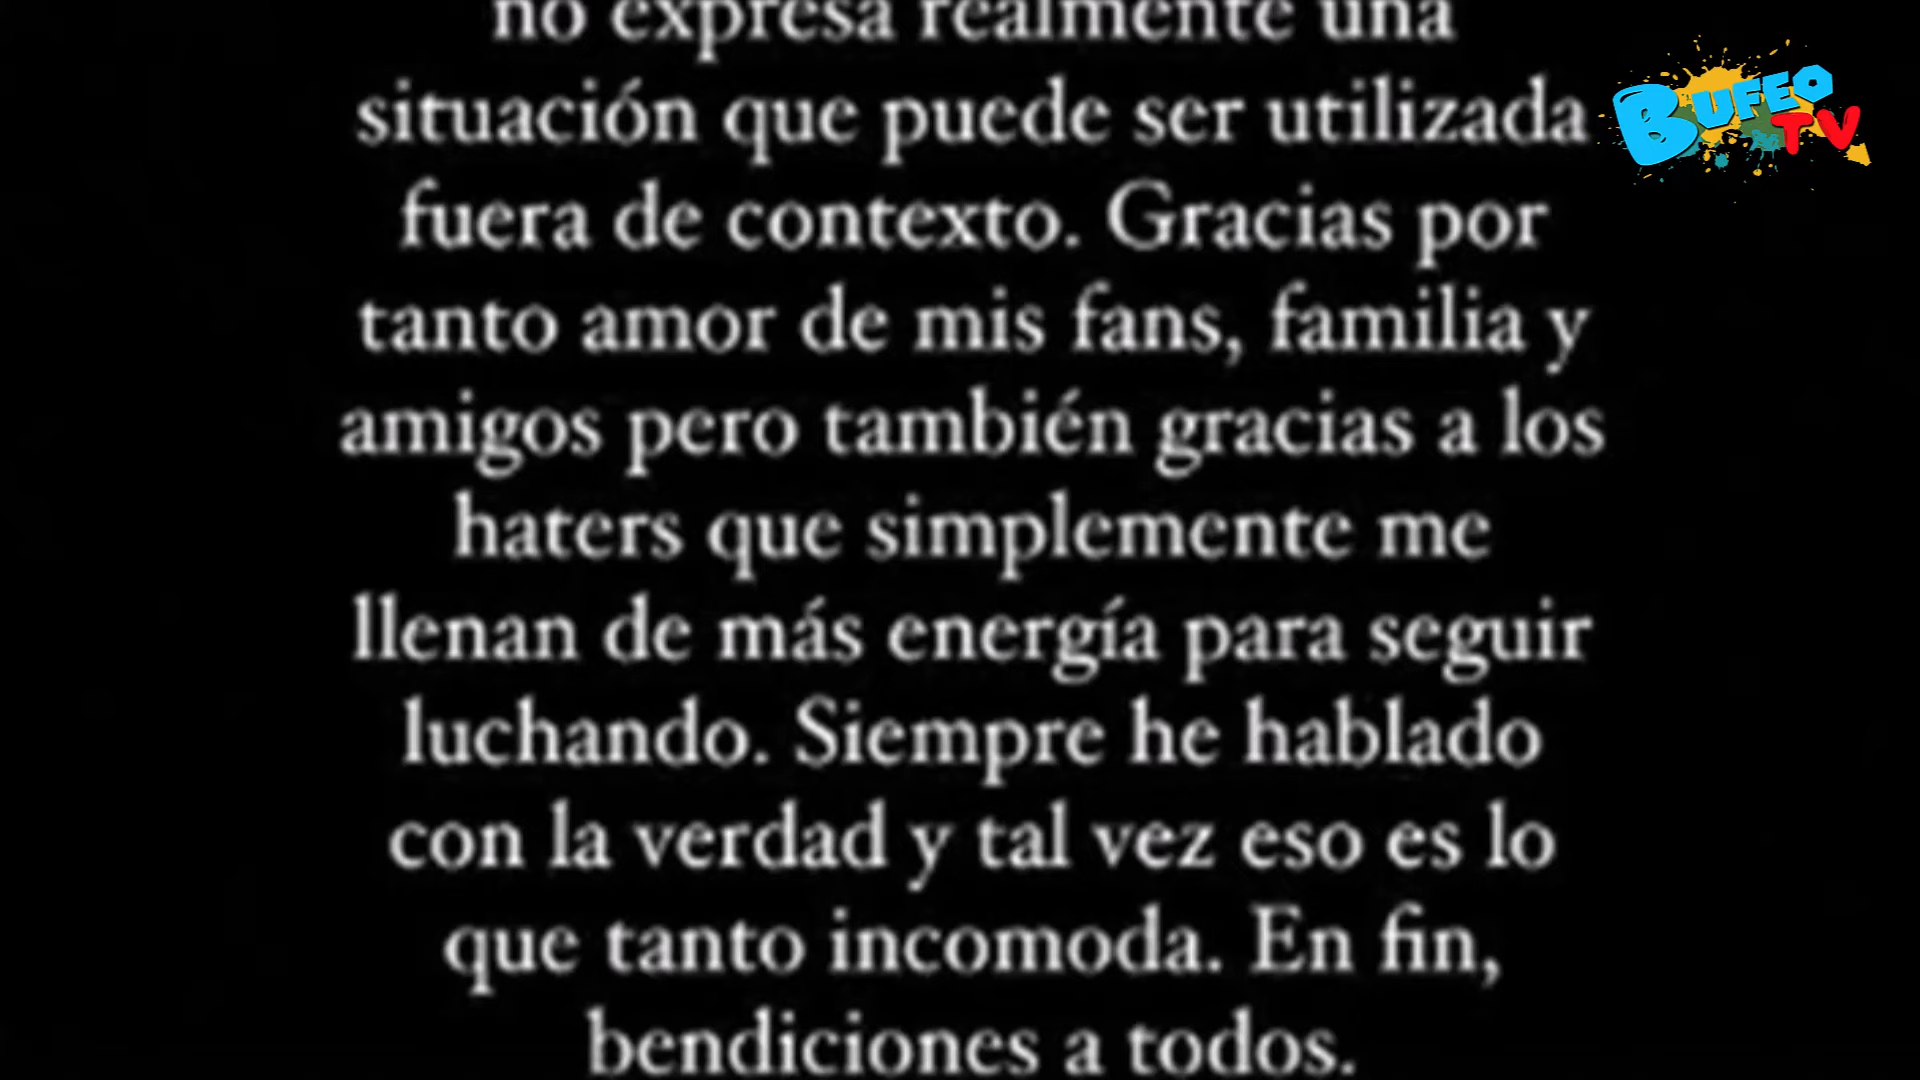 no expresa realmente una
situación que puede ser utilizada
fuera de contexto. Gracias por
tanto amor de mis fans, familia y
amigos pero también gracias a los
haters que simplemente me
llenan de más energía para seguir
luchando. Siempre he hablado
con la verdad y tal vez eso es lo
que tanto incomoda. En fin,
bendiciones a todos.
BUFEO
TV